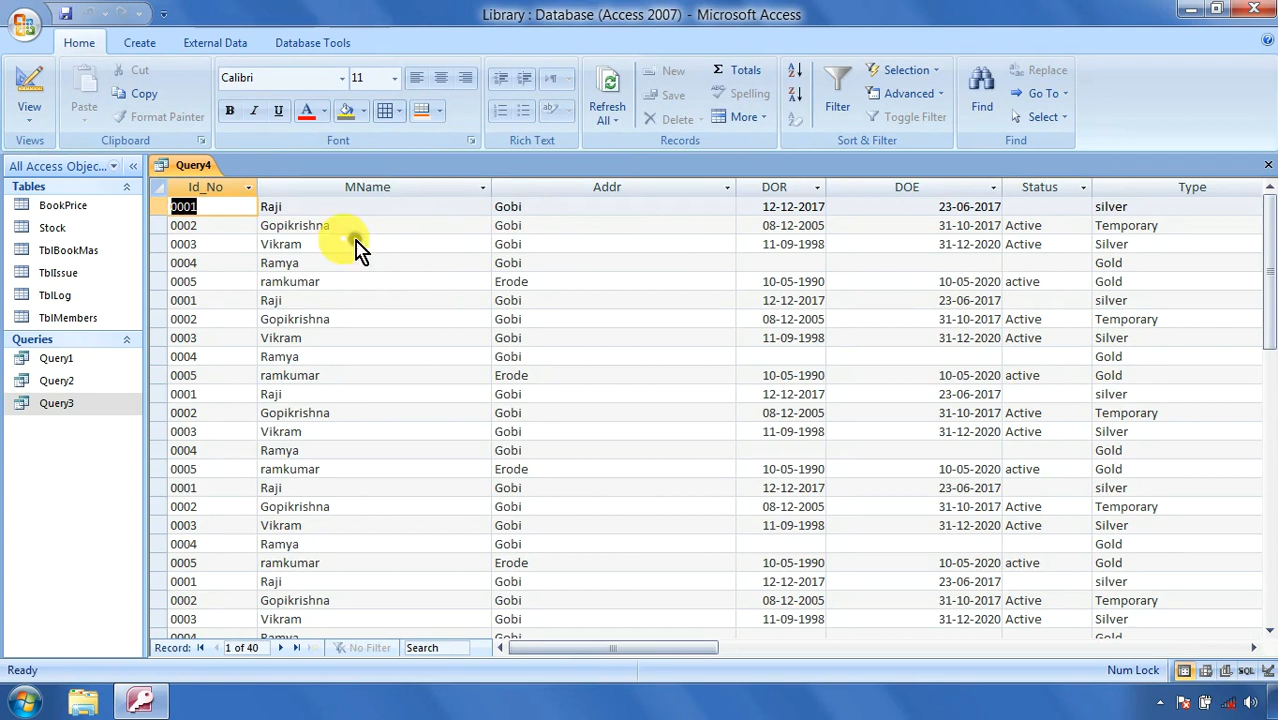 Library : Database (Access 2007) - Microsoft Access
Home Create External Data Database Tools
View
Views
Paste
Cut
Copy
Format Painter
Clipboard
Calibri 11
B I U A
Font
Rich Text
Refresh All
New
Save
Delete
Totals
Spelling
More
Records
Filter
Selection
Advanced
Toggle Filter
Sort & Filter
Find
Replace
Go To
Select
Find
All Access Objec...
Tables
BookPrice
Stock
TblBookMas
TblIssue
TblLog
TblMembers
Queries
Query1
Query2
Query3
Query4
Id_No MName Addr DOR DOE Status Type
0001 Raji Gobi 12-12-2017 23-06-2017 silver
0002 Gopikrishna Gobi 08-12-2005 31-10-2017 Active Temporary
0003 Vikram Gobi 11-09-1998 31-12-2020 Active Silver
0004 Ramya Gobi Gold
0005 ramkumar Erode 10-05-1990 10-05-2020 active Gold
0001 Raji Gobi 12-12-2017 23-06-2017 silver
0002 Gopikrishna Gobi 08-12-2005 31-10-2017 Active Temporary
0003 Vikram Gobi 11-09-1998 31-12-2020 Active Silver
0004 Ramya Gobi Gold
0005 ramkumar Erode 10-05-1990 10-05-2020 active Gold
0001 Raji Gobi 12-12-2017 23-06-2017 silver
0002 Gopikrishna Gobi 08-12-2005 31-10-2017 Active Temporary
0003 Vikram Gobi 11-09-1998 31-12-2020 Active Silver
0004 Ramya Gobi Gold
0005 ramkumar Erode 10-05-1990 10-05-2020 active Gold
0001 Raji Gobi 12-12-2017 23-06-2017 silver
0002 Gopikrishna Gobi 08-12-2005 31-10-2017 Active Temporary
0003 Vikram Gobi 11-09-1998 31-12-2020 Active Silver
0004 Ramya Gobi Gold
0005 ramkumar Erode 10-05-1990 10-05-2020 active Gold
0001 Raji Gobi 12-12-2017 23-06-2017 silver
0002 Gopikrishna Gobi 08-12-2005 31-10-2017 Active Temporary
0003 Vikram Gobi 11-09-1998 31-12-2020 Active Silver
0004 Ramya Gobi Gold
Record: 1 of 40 No Filter Search
Ready Num Lock SQL